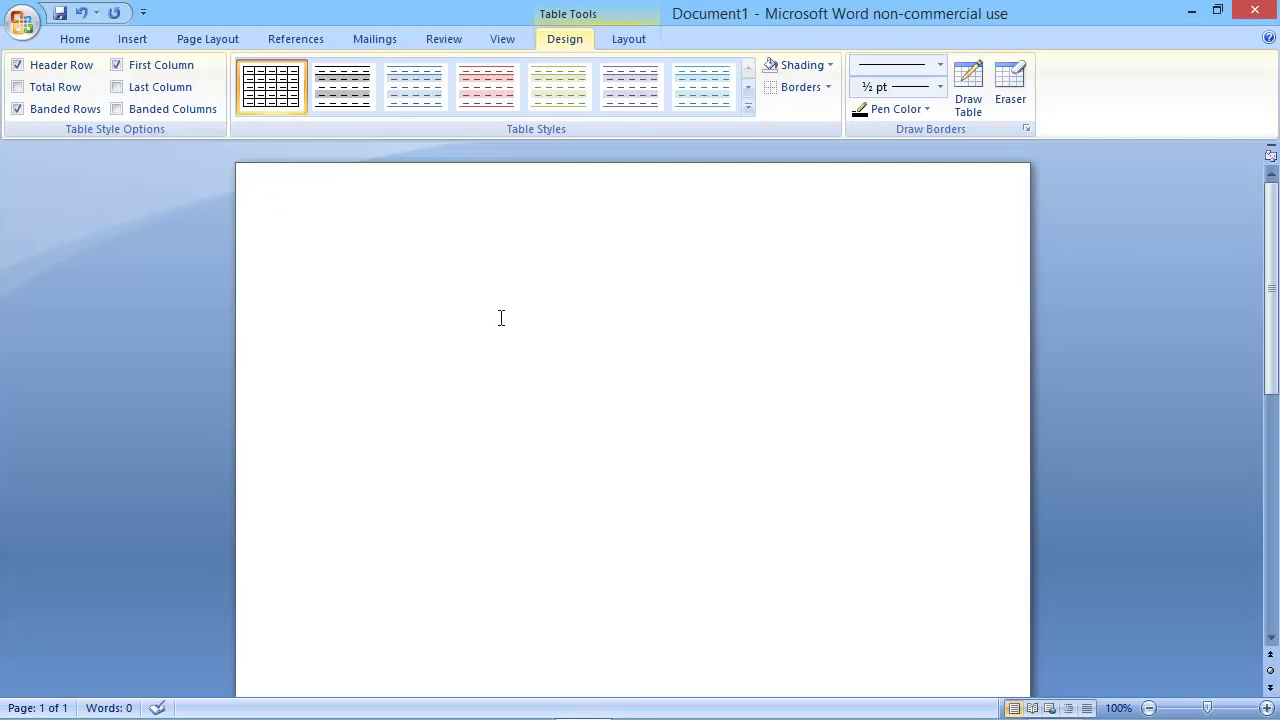 Table Tools
Document1 - Microsoft Word non-commercial use
Home Insert Page Layout References Mailings Review View Design Layout
Header Row First Column
Total Row Last Column
Banded Rows Banded Columns
Table Style Options
Table Styles
Shading
Borders
½ pt
Pen Color
Draw Table
Eraser
Draw Borders
Page: 1 of 1 Words: 0 100%